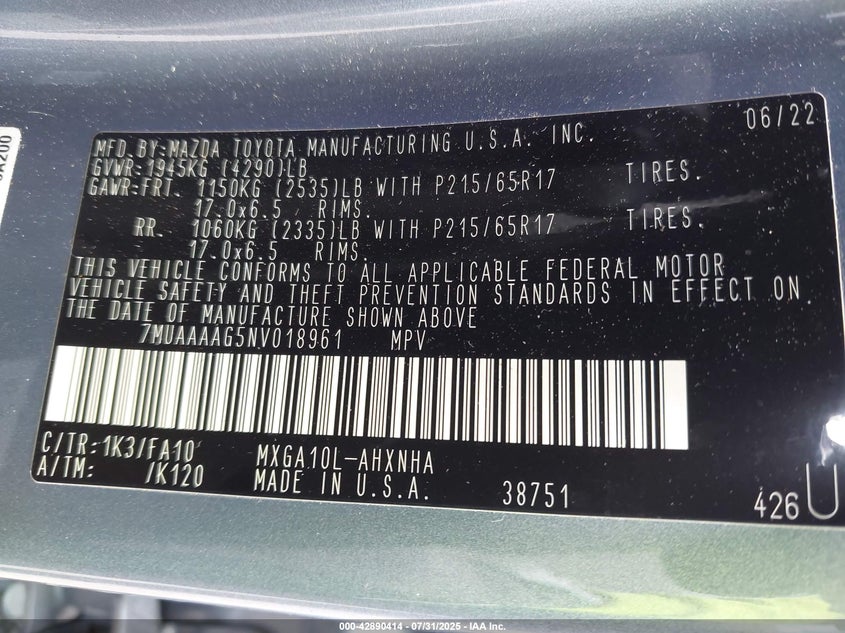 06/22
MFD.BY:MAZDA TOYOTA MANUFACTURING U.S.A. INC.
GVWR:1945KG (4290)LB
GAWR:FRT. 1150KG (2535)LB WITH P215/65R17 TIRES.
17.0x6.5 RIMS.
RR. 1060KG (2335)LB WITH P215/65R17 TIRES.
17.0x6.5 RIMS.
THIS VEHICLE CONFORMS TO ALL APPLICABLE FEDERAL MOTOR
VEHICLE SAFETY AND THEFT PREVENTION STANDARDS IN EFFECT ON
THE DATE OF MANUFACTURE SHOWN ABOVE
7MUAAAAG5NV018961 MPV
C/TR:1K3/FA10 MXGA10L-AHXNHA
A/TM: /K120 MADE IN U.S.A. 38751 426 U
000-42890414 - 07/31/2025 - IAA Inc.